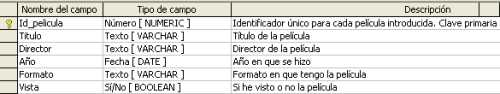 Nombre del campo Tipo de campo Descripción
Id_pelicula Número [ NUMERIC ] Identificador único para cada película introducida. Clave primaria
Título Texto [ VARCHAR ] Título de la película
Director Texto [ VARCHAR ] Director de la película
Año Fecha [ DATE ] Año en que se hizo
Formato Texto [ VARCHAR ] Formato en que tengo la película
Vista Sí/No [ BOOLEAN ] Si he visto o no la película